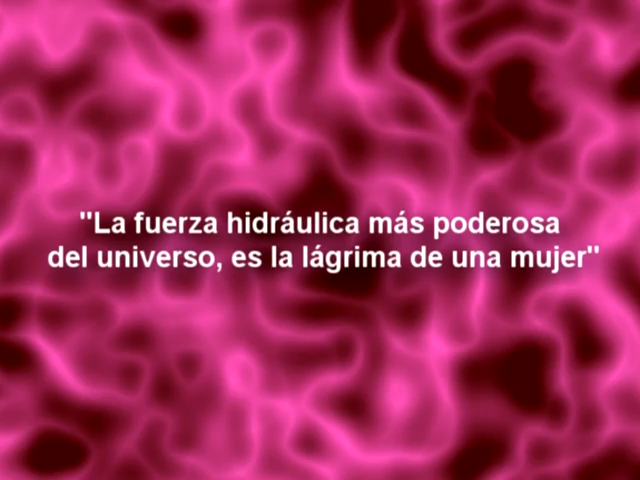 "La fuerza hidráulica más poderosa
del universo, es la lágrima de una mujer"